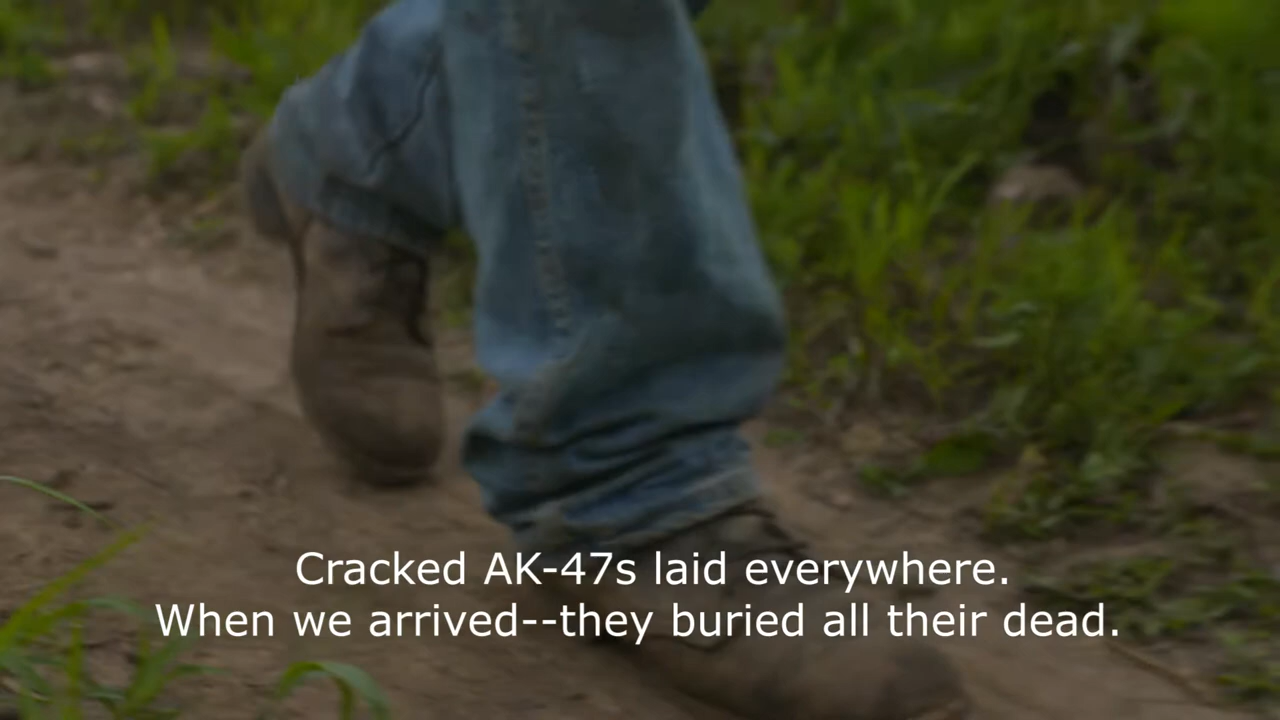 Cracked AK-47s laid everywhere.
When we arrived--they buried all their dead.